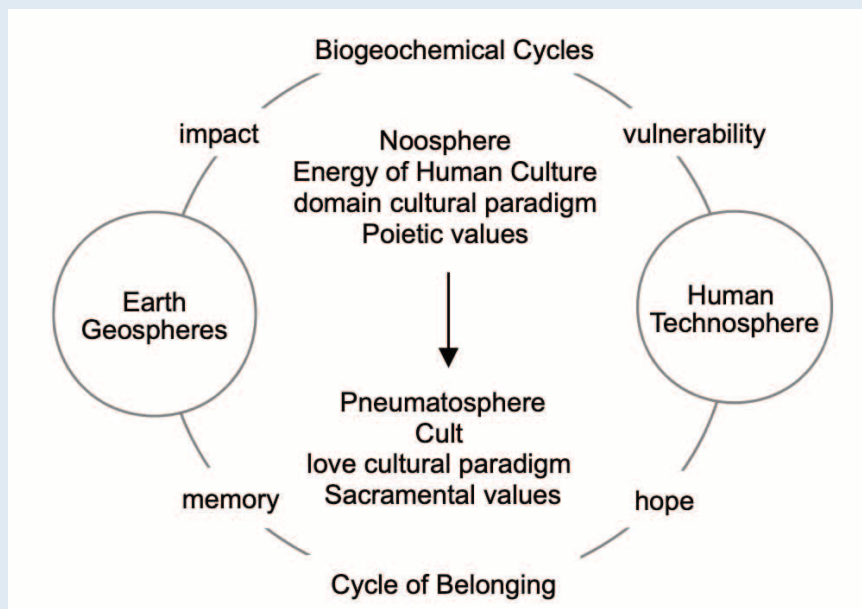 Biogeochemical Cycles
impact
vulnerability
Noosphere
Energy of Human Culture
domain cultural paradigm
Poietic values
Earth
Geospheres
Human
Technosphere
Pneumatosphere
Cult
love cultural paradigm
Sacramental values
memory
hope
Cycle of Belonging